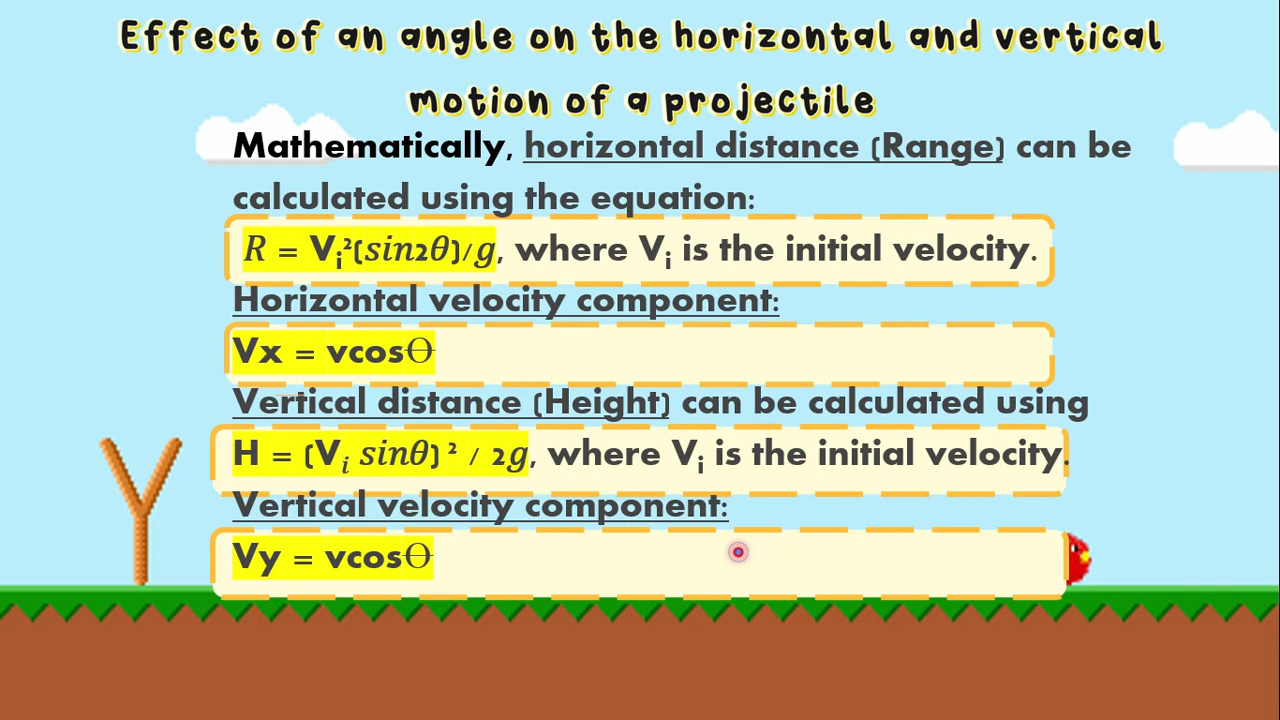 Effect of an angle on the horizontal and vertical
motion of a projectile
Mathematically, horizontal distance (Range) can be
calculated using the equation:
R = Vᵢ²(sin2θ)/g, where Vᵢ is the initial velocity.
Horizontal velocity component:
Vx = vcosΘ
Vertical distance (Height) can be calculated using
H = (Vᵢ sinθ)² / 2g, where Vᵢ is the initial velocity.
Vertical velocity component:
Vy = vcosΘ